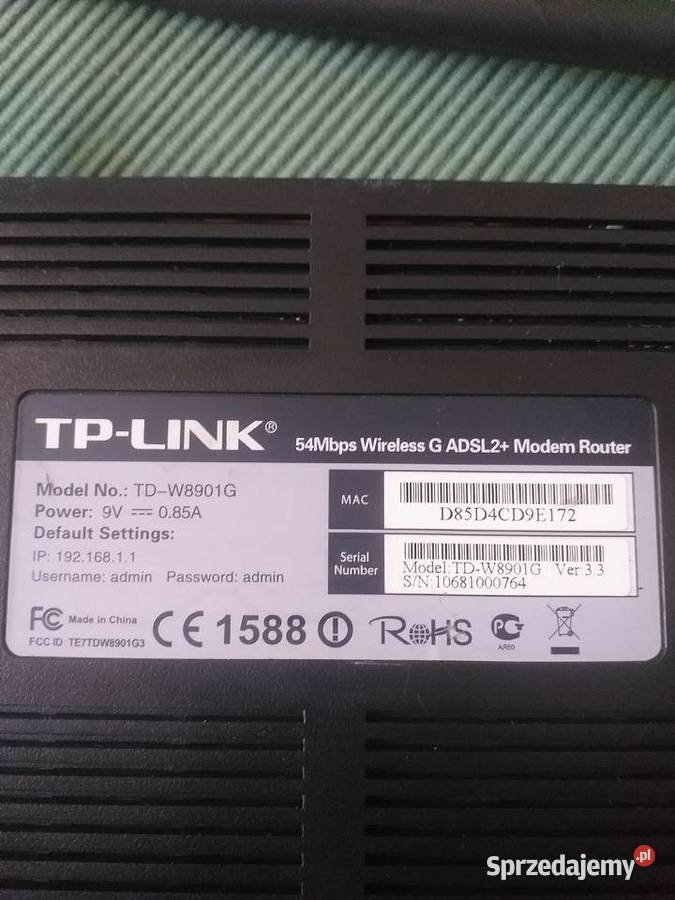 TP-LINK®
54Mbps Wireless G ADSL2+ Modem Router
Model No.: TD-W8901G
Power: 9V ⎓ 0.85A
Default Settings:
IP: 192.168.1.1
Username: admin Password: admin
MAC
D85D4CD9E172
Serial Number
Model:TD-W8901G Ver 3.3
S/N:10681000764
FC Made in China
FCC ID: TE7TDW8901G3
CE 1588
RoHS
PG
AR50
Sprzedajemy.pl